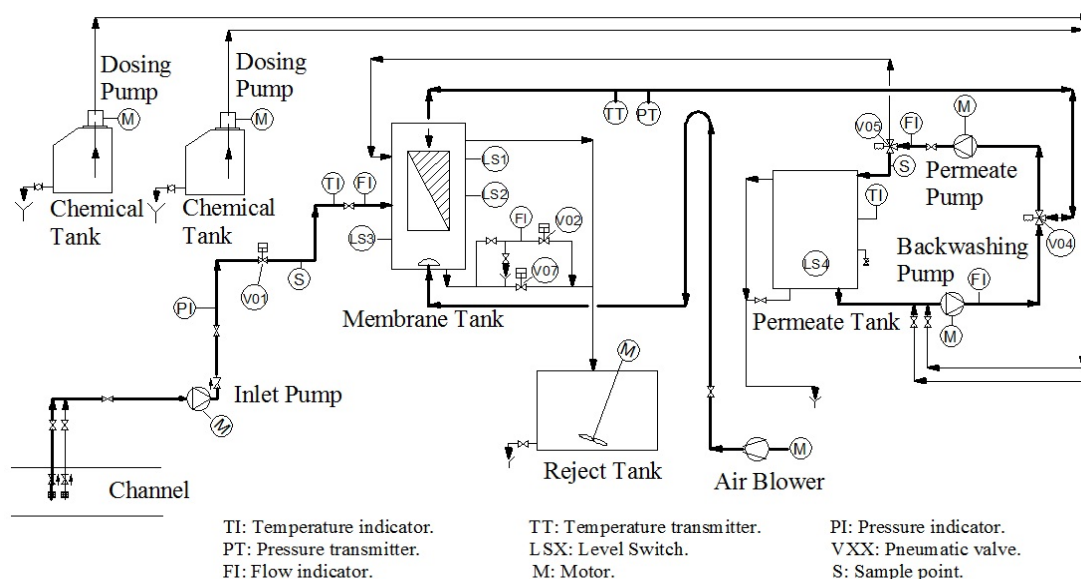 Dosing
Pump
Dosing
Pump
M
M
Chemical
Tank
Chemical
Tank
TT
PT
V05
FI
M
S
Permeate
Pump
LS1
LS2
LS3
TI
FI
FI
V02
V07
TI
LS4
V04
Backwashing
Pump
FI
M
V01
S
PI
Membrane Tank
Permeate Tank
M
Inlet Pump
M
Reject Tank
M
Air Blower
Channel
TI: Temperature indicator.
TT: Temperature transmitter.
PI: Pressure indicator.
PT: Pressure transmitter.
LSX: Level Switch.
VXX: Pneumatic valve.
FI: Flow indicator.
M: Motor.
S: Sample point.